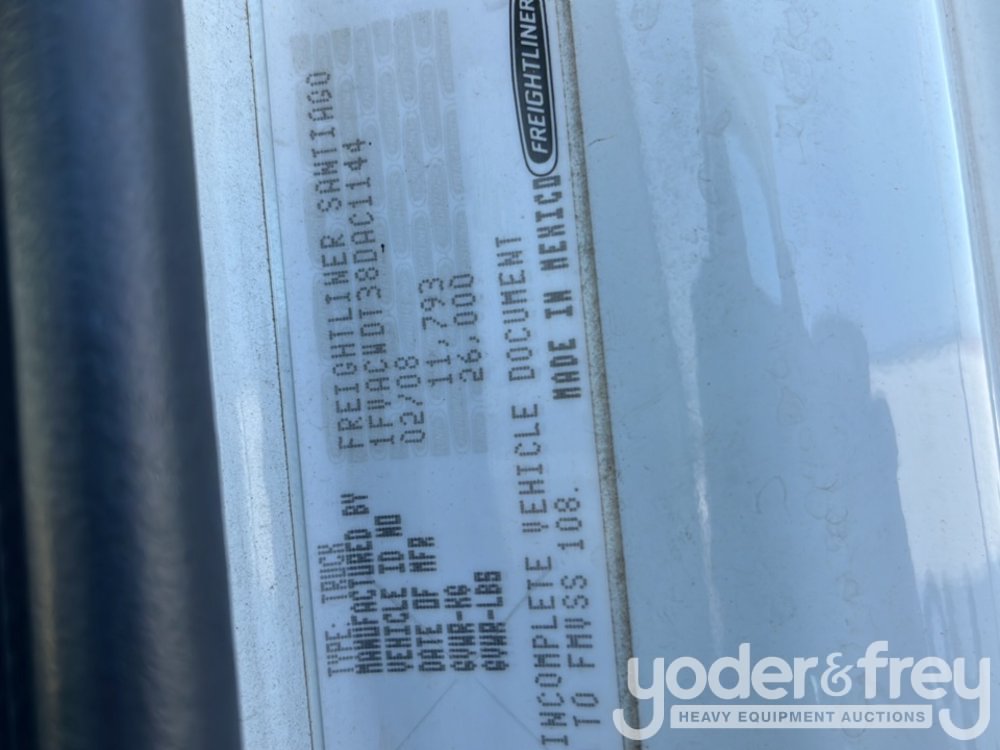 TYPE: TRUCK
MANUFACTURED BY FREIGHTLINER SANTIAGO
VEHICLE ID NO 1FVACWDT38DAC1144
DATE OF MFR 02/08
GVWR-KG 11,793
GVWR-LBS 26,000
INCOMPLETE VEHICLE DOCUMENT
TO FMVSS 108.
MADE IN MEXICO
FREIGHTLINER
yoder&frey
HEAVY EQUIPMENT AUCTIONS